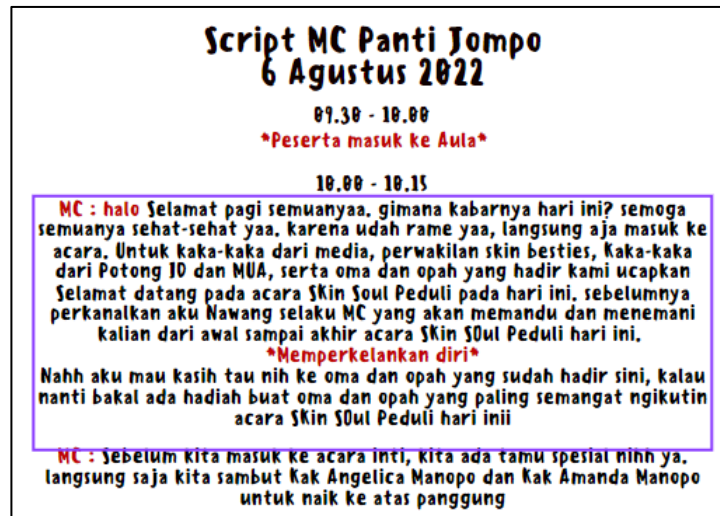 Script MC Panti Jompo
6 Agustus 2022
09.30 - 10.00
*Peserta masuk ke Aula*
10.00 - 10.15
MC : halo Selamat pagi semuanyaa. gimana kabarnya hari ini? semoga
semuanya sehat-sehat yaa. karena udah rame yaa, langsung aja masuk ke
acara. Untuk kaka-kaka dari media, perwakilan skin besties, Kaka-kaka
dari Potong ID dan MUA, serta oma dan opah yang hadir kami ucapkan
Selamat datang pada acara SKin Soul Peduli pada hari ini. sebelumnya
perkanalkan aku Nawang selaku MC yang akan memandu dan menemani
kalian dari awal sampai akhir acara SKin SOul Peduli hari ini.
*Memperkelankan diri*
Nahh aku mau kasih tau nih ke oma dan opah yang sudah hadir sini, kalau
nanti bakal ada hadiah buat oma dan opah yang paling semangat ngikutin
acara SKin SOul Peduli hari inii
MC : Sebelum kita masuk ke acara inti, kita ada tamu spesial nihh ya.
langsung saja kita sambut Kak Angelica Manopo dan Kak Amanda Manopo
untuk naik ke atas panggung